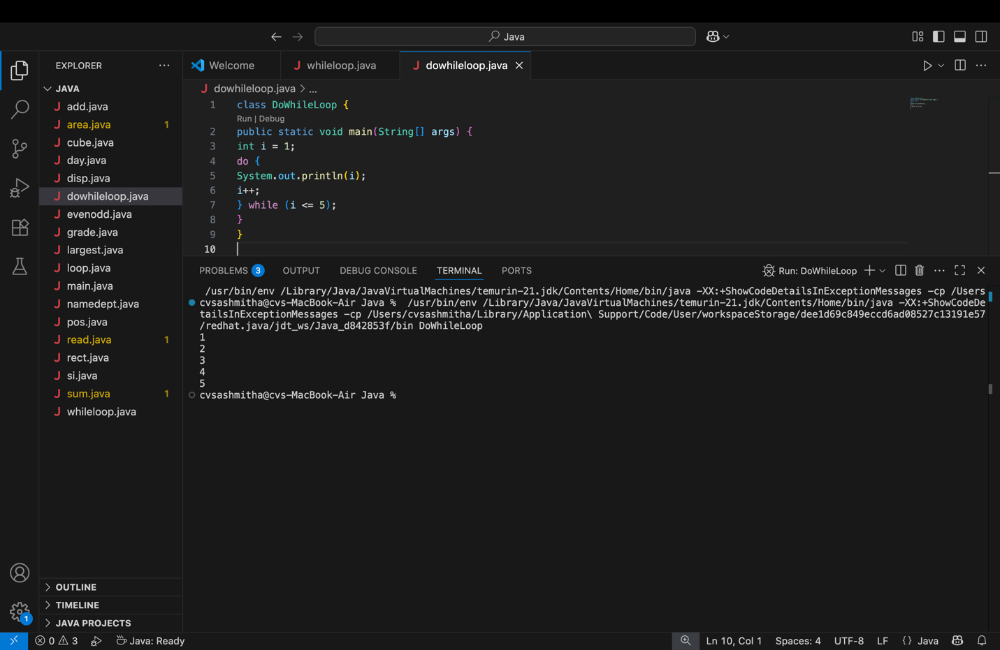 Java
EXPLORER
Welcome
whileloop.java
dowhileloop.java
JAVA
add.java
area.java 1
cube.java
day.java
disp.java
dowhileloop.java
evenodd.java
grade.java
largest.java
loop.java
main.java
namedept.java
pos.java
read.java 1
rect.java
si.java
sum.java 1
whileloop.java
OUTLINE
TIMELINE
JAVA PROJECTS
1
dowhileloop.java > ...
1 class DoWhileLoop {
Run | Debug
2 public static void main(String[] args) {
3 int i = 1;
4 do {
5 System.out.println(i);
6 i++;
7 } while (i <= 5);
8 }
9 }
10
PROBLEMS 3 OUTPUT DEBUG CONSOLE TERMINAL PORTS Run: DoWhileLoop
/usr/bin/env /Library/Java/JavaVirtualMachines/temurin-21.jdk/Contents/Home/bin/java -XX:+ShowCodeDetailsInExceptionMessages -cp /Users
cvsashmitha@cvs-MacBook-Air Java % /usr/bin/env /Library/Java/JavaVirtualMachines/temurin-21.jdk/Contents/Home/bin/java -XX:+ShowCodeDe
tailsInExceptionMessages -cp /Users/cvsashmitha/Library/Application\ Support/Code/User/workspaceStorage/dee1d69c849eccd6ad08527c13191e57
/redhat.java/jdt_ws/Java_d842853f/bin DoWhileLoop
1
2
3
4
5
cvsashmitha@cvs-MacBook-Air Java %
0 3 Java: Ready Ln 10, Col 1 Spaces: 4 UTF-8 LF {} Java